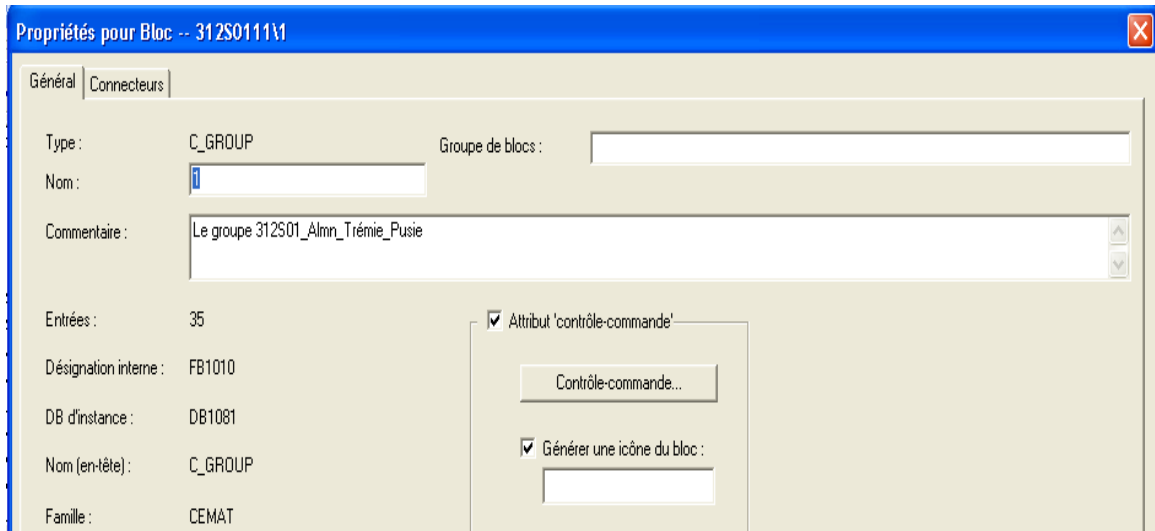 Propriétés pour Bloc -- 312S0111\1
Général Connecteurs
Type : C_GROUP Groupe de blocs :
Nom : 1
Commentaire : Le groupe 312S01_Almn_Trémie_Pusie
Entrées : 35 Attribut 'contrôle-commande'
Désignation interne : FB1010 Contrôle-commande...
DB d'instance : DB1081
Générer une icône du bloc :
Nom (en-tête) : C_GROUP
Famille : CEMAT